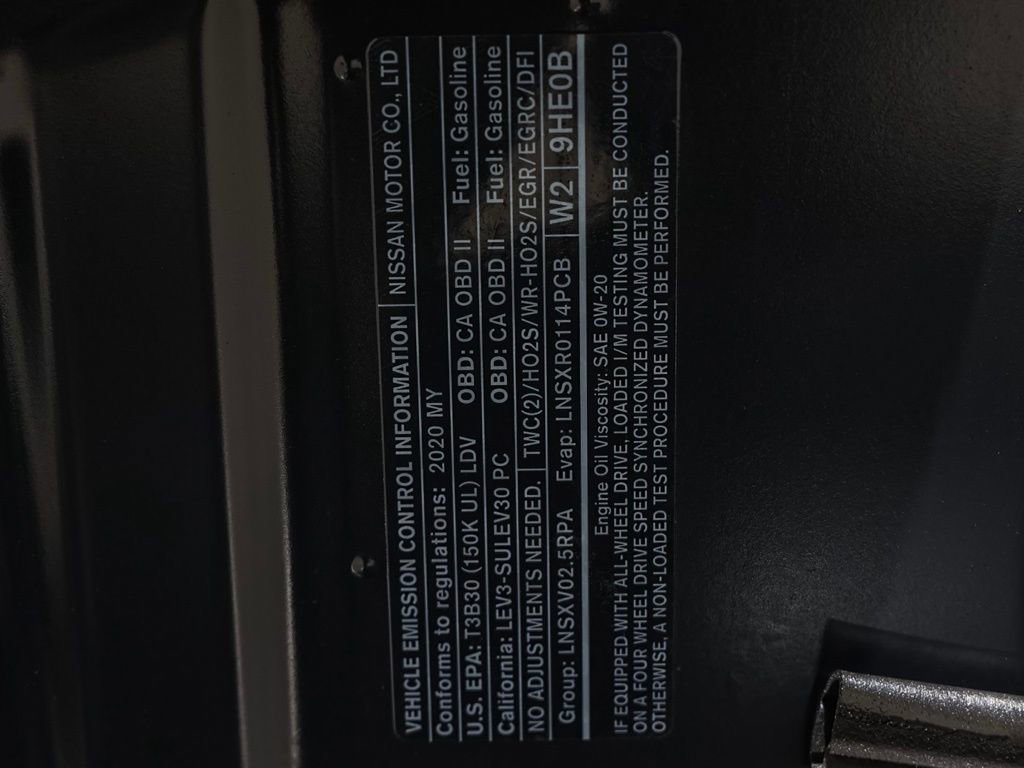 VEHICLE EMISSION CONTROL INFORMATION NISSAN MOTOR CO., LTD
Conforms to regulations: 2020 MY
U.S. EPA: T3B30 (150K UL) LDV OBD: CA OBD II Fuel: Gasoline
California: LEV3-SULEV30 PC OBD: CA OBD II Fuel: Gasoline
NO ADJUSTMENTS NEEDED. TWC(2)/HO2S/WR-HO2S/EGR/EGRC/DFI
Group: LNSXV02.5RPA Evap: LNSXR0114PCB W2 9HE0B
Engine Oil Viscosity: SAE 0W-20
IF EQUIPPED WITH ALL-WHEEL DRIVE, LOADED I/M TESTING MUST BE CONDUCTED
ON A FOUR WHEEL DRIVE SPEED SYNCHRONIZED DYNAMOMETER.
OTHERWISE, A NON-LOADED TEST PROCEDURE MUST BE PERFORMED.